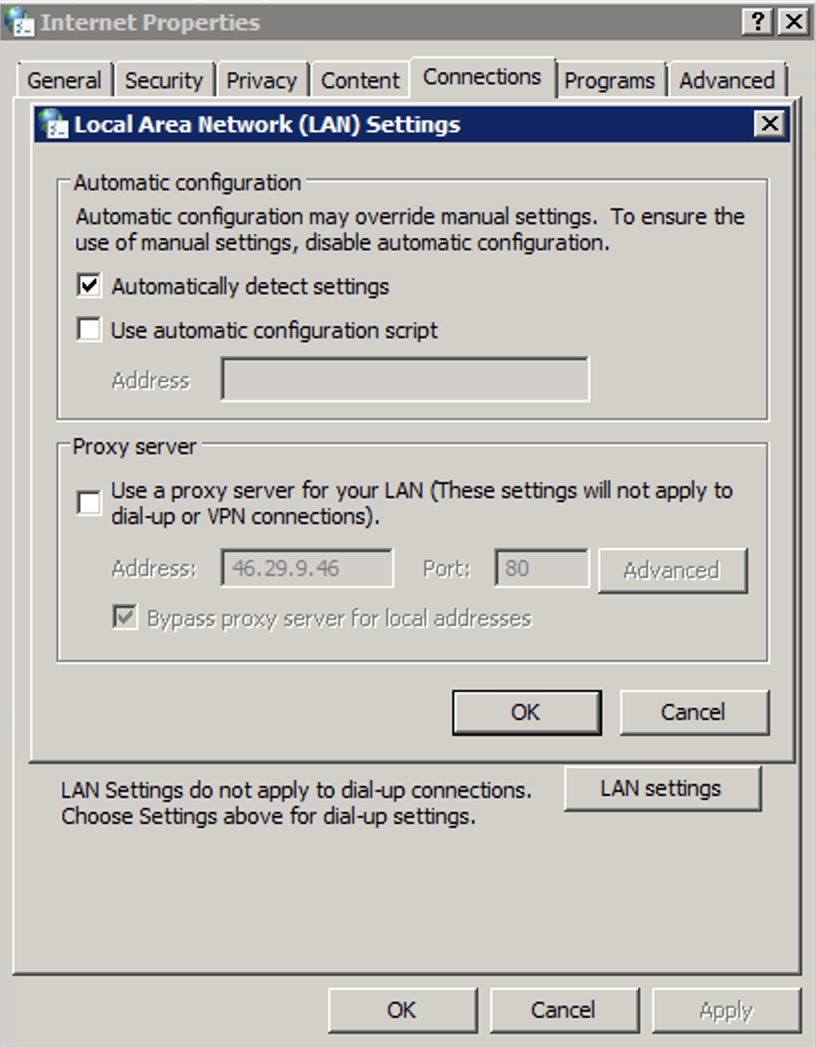 Internet Properties
General Security Privacy Content Connections Programs Advanced
Local Area Network (LAN) Settings
Automatic configuration
Automatic configuration may override manual settings. To ensure the
use of manual settings, disable automatic configuration.
Automatically detect settings
Use automatic configuration script
Address
Proxy server
Use a proxy server for your LAN (These settings will not apply to
dial-up or VPN connections).
Address: 46.29.9.46 Port: 80 Advanced
Bypass proxy server for local addresses
OK Cancel
LAN Settings do not apply to dial-up connections. LAN settings
Choose Settings above for dial-up settings.
OK Cancel Apply